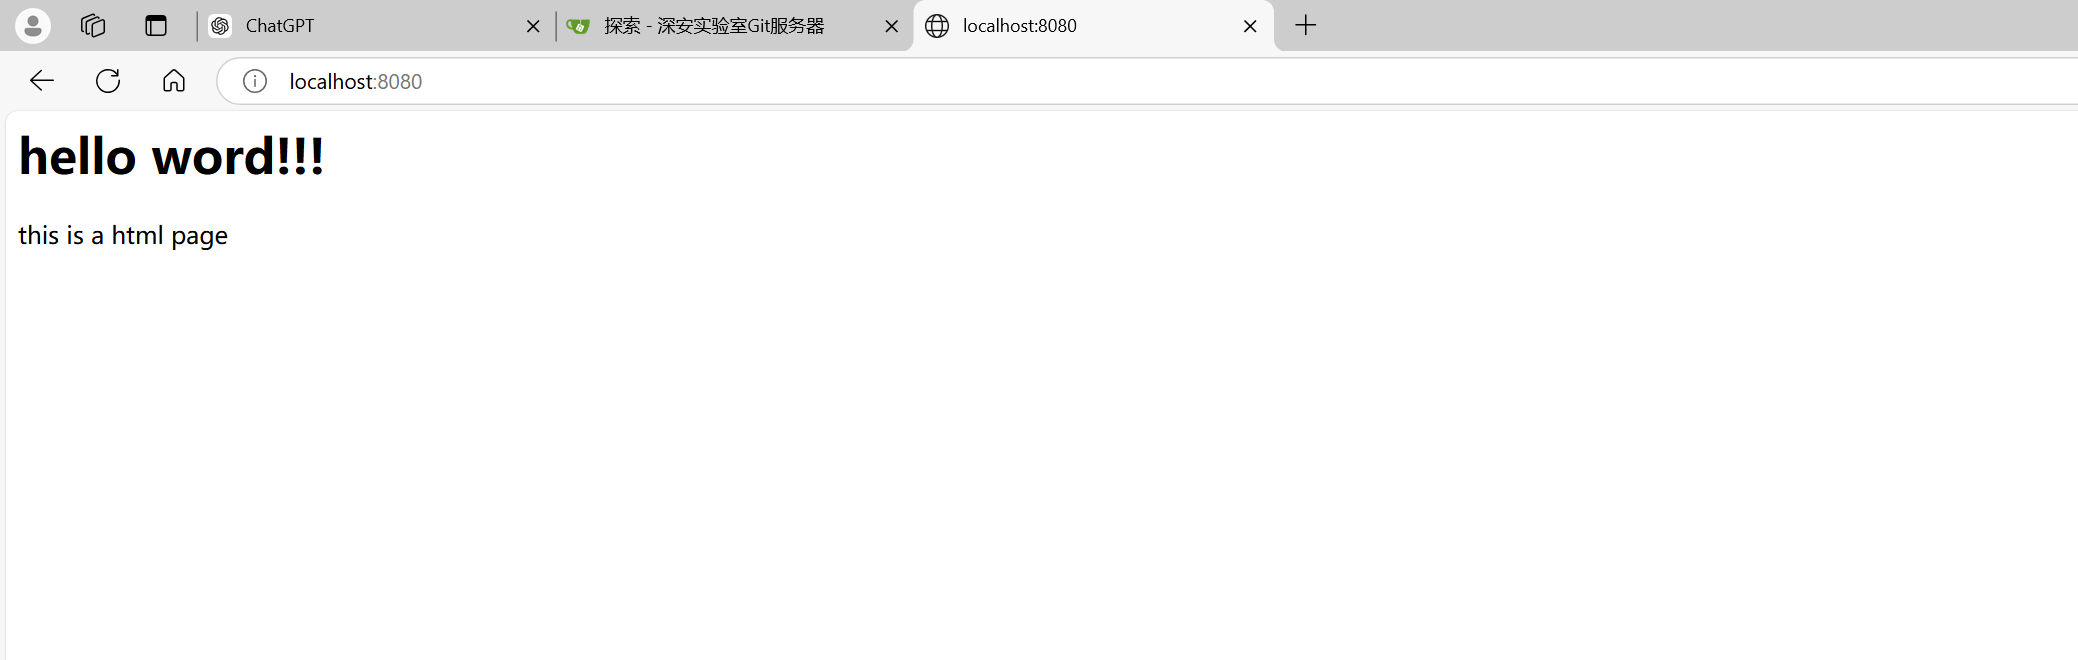 ChatGPT
探索 - 深安实验室Git服务器
localhost:8080
localhost:8080
hello word!!!
this is a html page